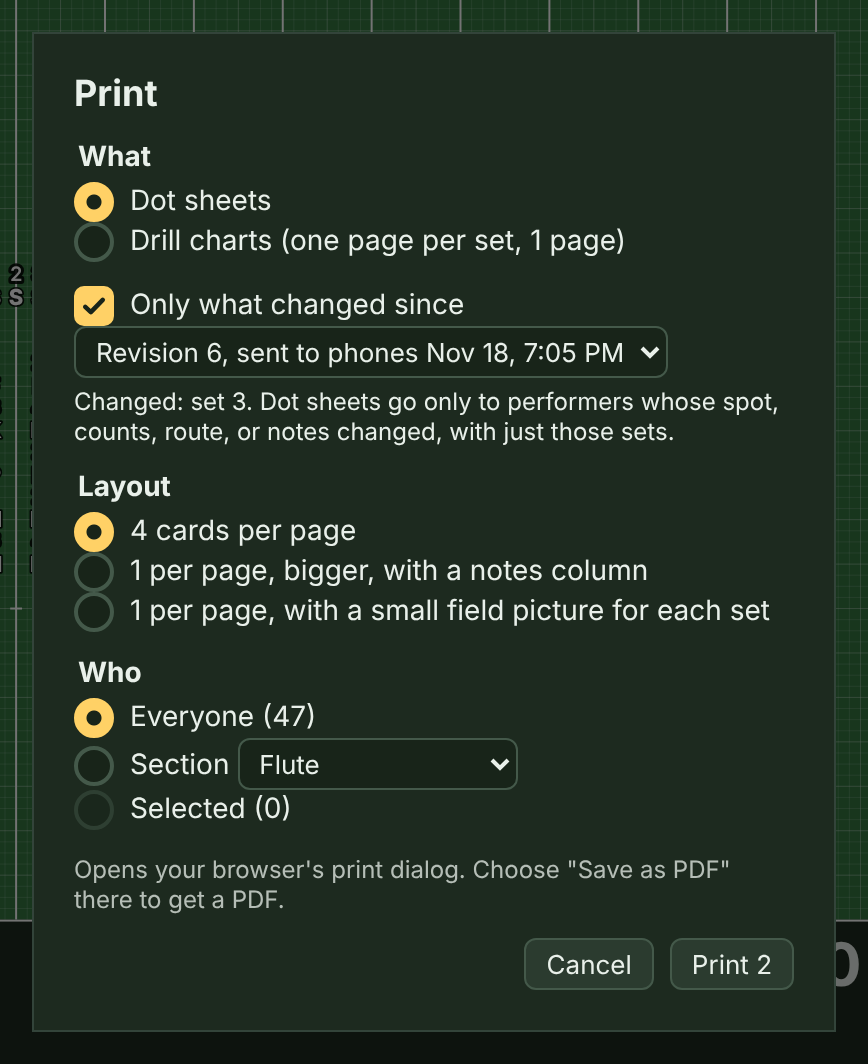 Print
What
Dot sheets
Drill charts (one page per set, 1 page)
2
S
Only what changed since
Revision 6, sent to phones Nov 18, 7:05 PM
Changed: set 3. Dot sheets go only to performers whose spot,
counts, route, or notes changed, with just those sets.
Layout
4 cards per page
1 per page, bigger, with a notes column
1 per page, with a small field picture for each set
Who
Everyone (47)
Section Flute
Selected (0)
Opens your browser's print dialog. Choose "Save as PDF"
there to get a PDF.
Cancel Print 2
0